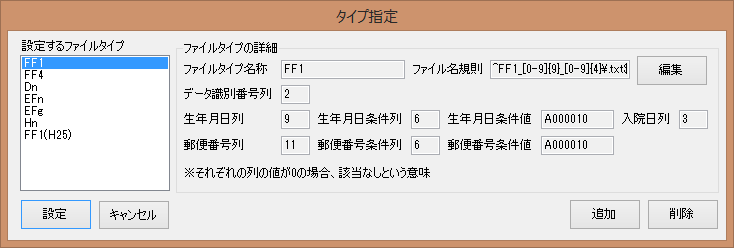 タイプ指定
設定するファイルタイプ
FF1
FF4
Dn
EFn
EFg
Hn
FF1(H25)
ファイルタイプの詳細
ファイルタイプ名称 FF1 ファイル名規則 ^FF1_[0-9]{9}_[0-9]{4}¥.txt$ 編集
データ識別番号列 2
生年月日列 9 生年月日条件列 6 生年月日条件値 A000010 入院日列 3
郵便番号列 11 郵便番号条件列 6 郵便番号条件値 A000010
※それぞれの列の値が0の場合、該当なしという意味
設定 キャンセル 追加 削除